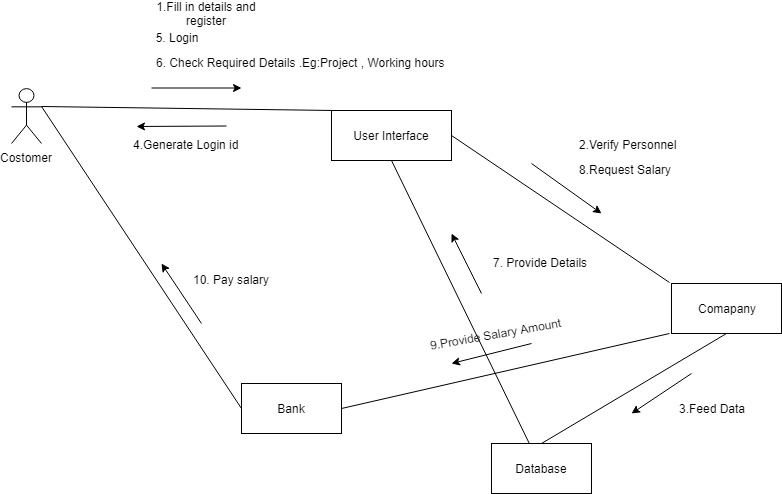 1.Fill in details and
register
5. Login
6. Check Required Details .Eg:Project , Working hours
4.Generate Login id
Costomer
User Interface
2.Verify Personnel
8.Request Salary
7. Provide Details
10. Pay salary
Comapany
9.Provide Salary Amount
Bank
3.Feed Data
Database